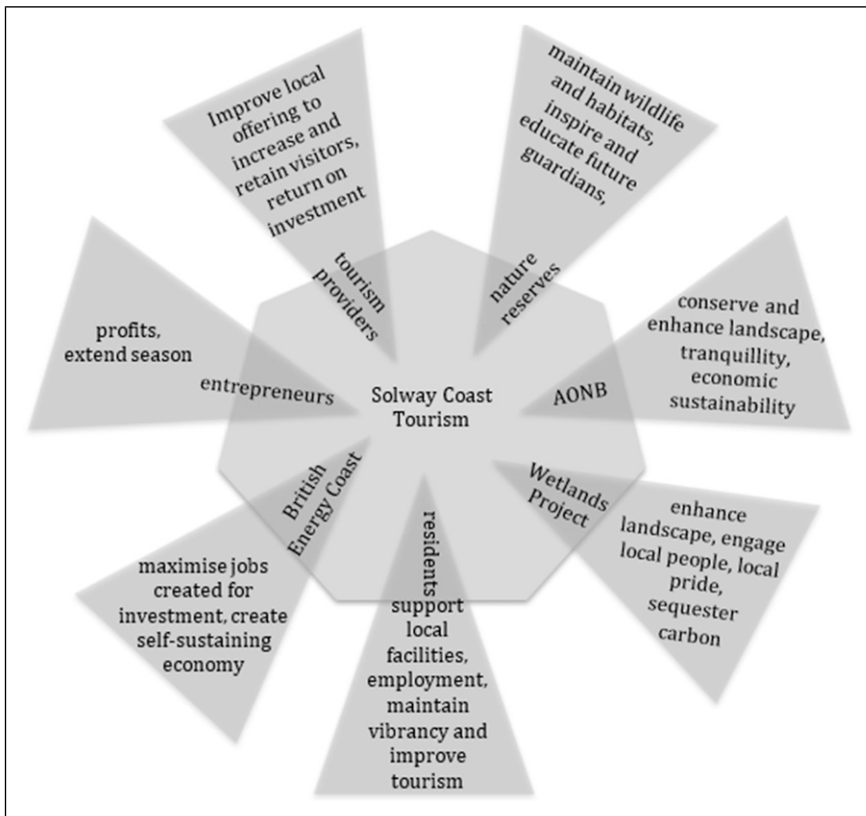 Improve local
offering to
increase and
retain visitors,
return on
investment
tourism
providers
maintain wildlife
and habitats,
inspire and
educate future
guardians,
nature
reserves
profits,
extend season
entrepreneurs
Solway Coast
Tourism
AONB
conserve and
enhance landscape,
tranquillity,
economic
sustainability
British
Energy Coast
maximise jobs
created for
investment, create
self-sustaining
economy
residents
support
local
facilities,
employment,
maintain
vibrancy and
improve
tourism
Wetlands
Project
enhance
landscape, engage
local people, local
pride,
sequester
carbon